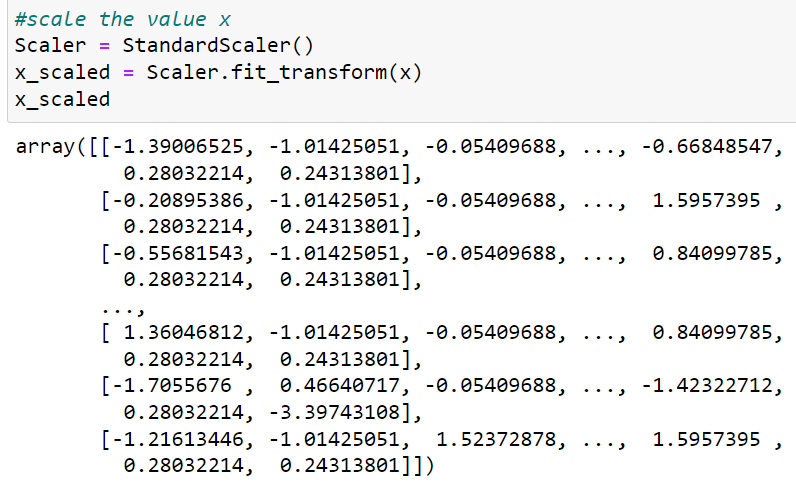 #scale the value x
Scaler = StandardScaler()
x_scaled = Scaler.fit_transform(x)
x_scaled
array([[-1.39006525, -1.01425051, -0.05409688, ..., -0.66848547,
         0.28032214,  0.24313801],
       [-0.20895386, -1.01425051, -0.05409688, ...,  1.5957395 ,
         0.28032214,  0.24313801],
       [-0.55681543, -1.01425051, -0.05409688, ...,  0.84099785,
         0.28032214,  0.24313801],
       ...,
       [ 1.36046812, -1.01425051, -0.05409688, ...,  0.84099785,
         0.28032214,  0.24313801],
       [-1.7055676 ,  0.46640717, -0.05409688, ..., -1.42322712,
         0.28032214, -3.39743108],
       [-1.21613446, -1.01425051,  1.52372878, ...,  1.5957395 ,
         0.28032214,  0.24313801]])